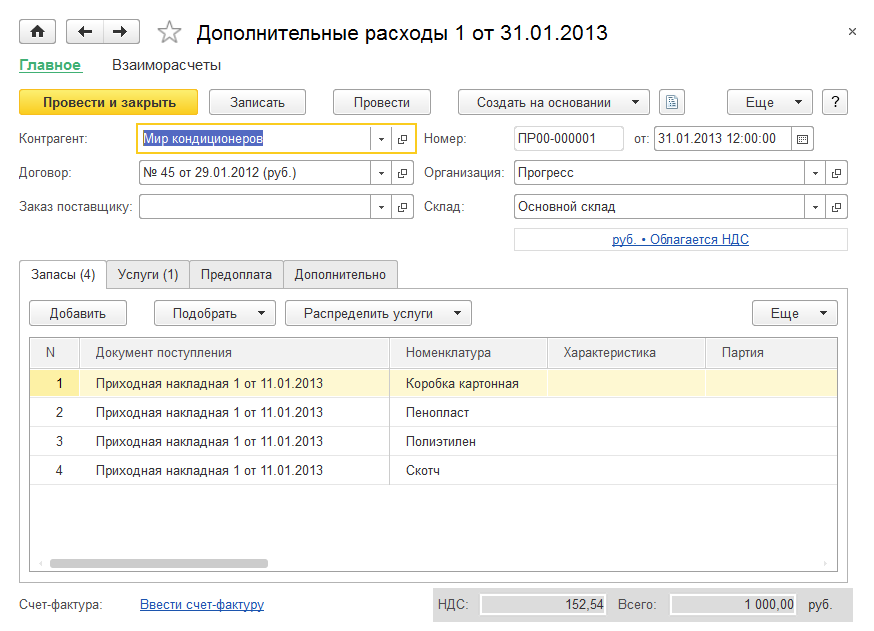 Дополнительные расходы 1 от 31.01.2013
Главное Взаиморасчеты
Провести и закрыть Записать Провести Создать на основании Еще ?
Контрагент: Мир кондиционеров Номер: ПР00-000001 от: 31.01.2013 12:00:00
Договор: № 45 от 29.01.2012 (руб.) Организация: Прогресс
Заказ поставщику: Склад: Основной склад
руб. • Облагается НДС
Запасы (4) Услуги (1) Предоплата Дополнительно
Добавить Подобрать Распределить услуги Еще
N Документ поступления Номенклатура Характеристика Партия
1 Приходная накладная 1 от 11.01.2013 Коробка картонная
2 Приходная накладная 1 от 11.01.2013 Пенопласт
3 Приходная накладная 1 от 11.01.2013 Полиэтилен
4 Приходная накладная 1 от 11.01.2013 Скотч
Счет-фактура: Ввести счет-фактуру НДС: 152,54 Всего: 1 000,00 руб.